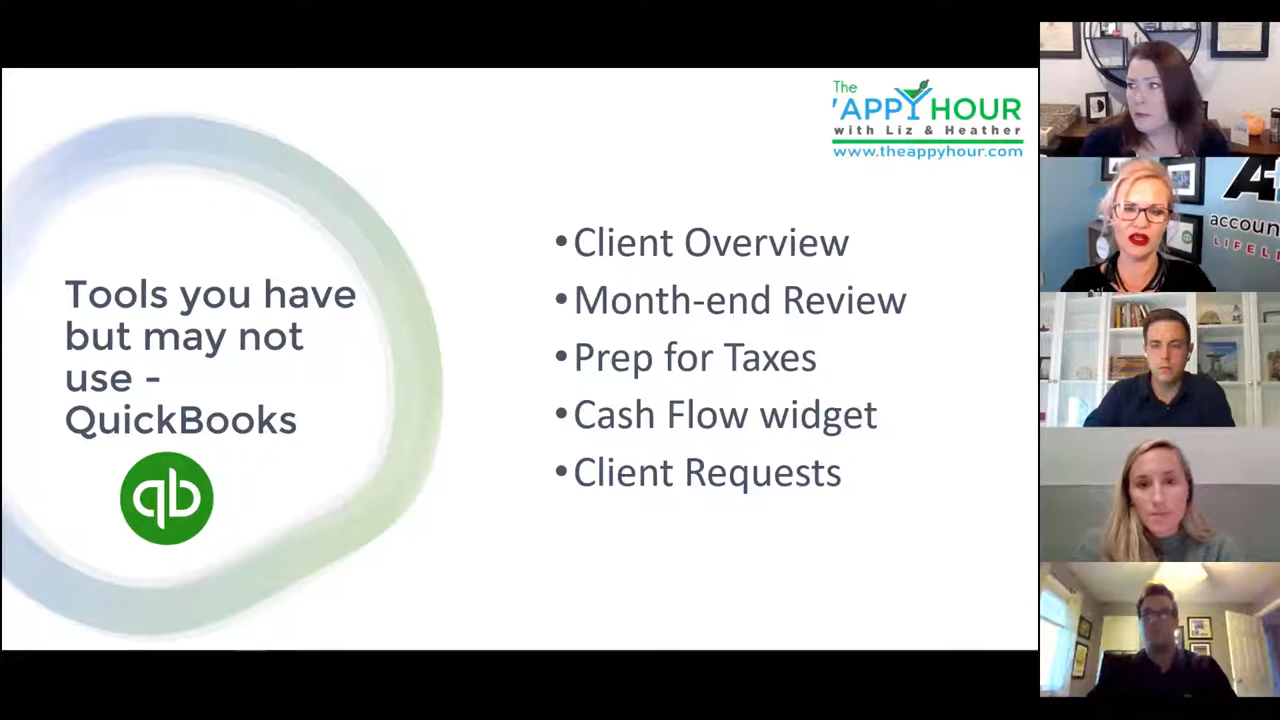 The
'APPY HOUR
with Liz & Heather
www.theappyhour.com
Tools you have
but may not
use -
QuickBooks
qb
•Client Overview
•Month-end Review
•Prep for Taxes
•Cash Flow widget
•Client Requests